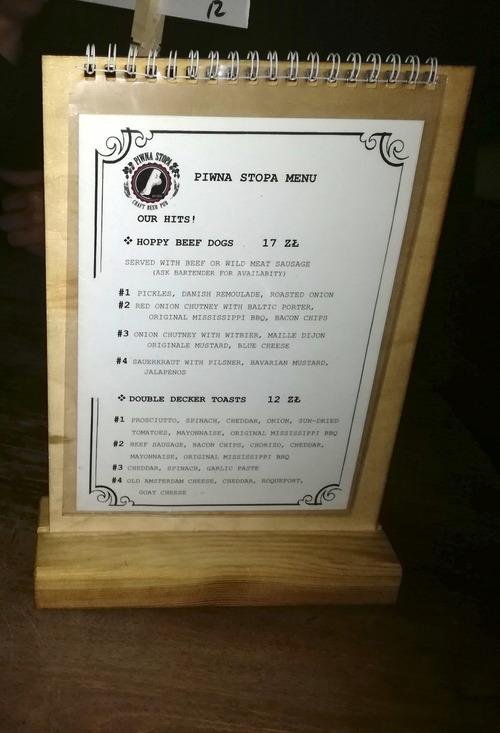 12
PIWNA STOPA
CRAFT BEER PUB
PIWNA STOPA MENU
OUR HITS!
❖ HOPPY BEEF DOGS 17 ZŁ
SERVED WITH BEEF OR WILD MEAT SAUSAGE
(ASK BARTENDER FOR AVAILABITY)
#1 PICKLES, DANISH REMOULADE, ROASTED ONION
#2 RED ONION CHUTNEY WITH BALTIC PORTER,
ORIGINAL MISSISSIPPI BBQ, BACON CHIPS
#3 ONION CHUTNEY WITH WITBIER, MAILLE DIJON
ORIGINALE MUSTARD, BLUE CHEESE
#4 SAUERKRAUT WITH PILSNER, BAVARIAN MUSTARD,
JALAPENOS
❖ DOUBLE DECKER TOASTS 12 ZŁ
#1 PROSCIUTTO, SPINACH, CHEDDAR, ONION, SUN-DRIED
TOMATOES, MAYONNAISE, ORIGINAL MISSISSIPPI BBQ
#2 BEEF SAUSAGE, BACON CHIPS, CHORIZO, CHEDDAR,
MAYONNAISE, ORIGINAL MISSISSIPPI BBQ
#3 CHEDDAR, SPINACH, GARLIC PASTE
#4 OLD AMSTERDAM CHEESE, CHEDDAR, ROQUEFORT,
GOAT CHEESE